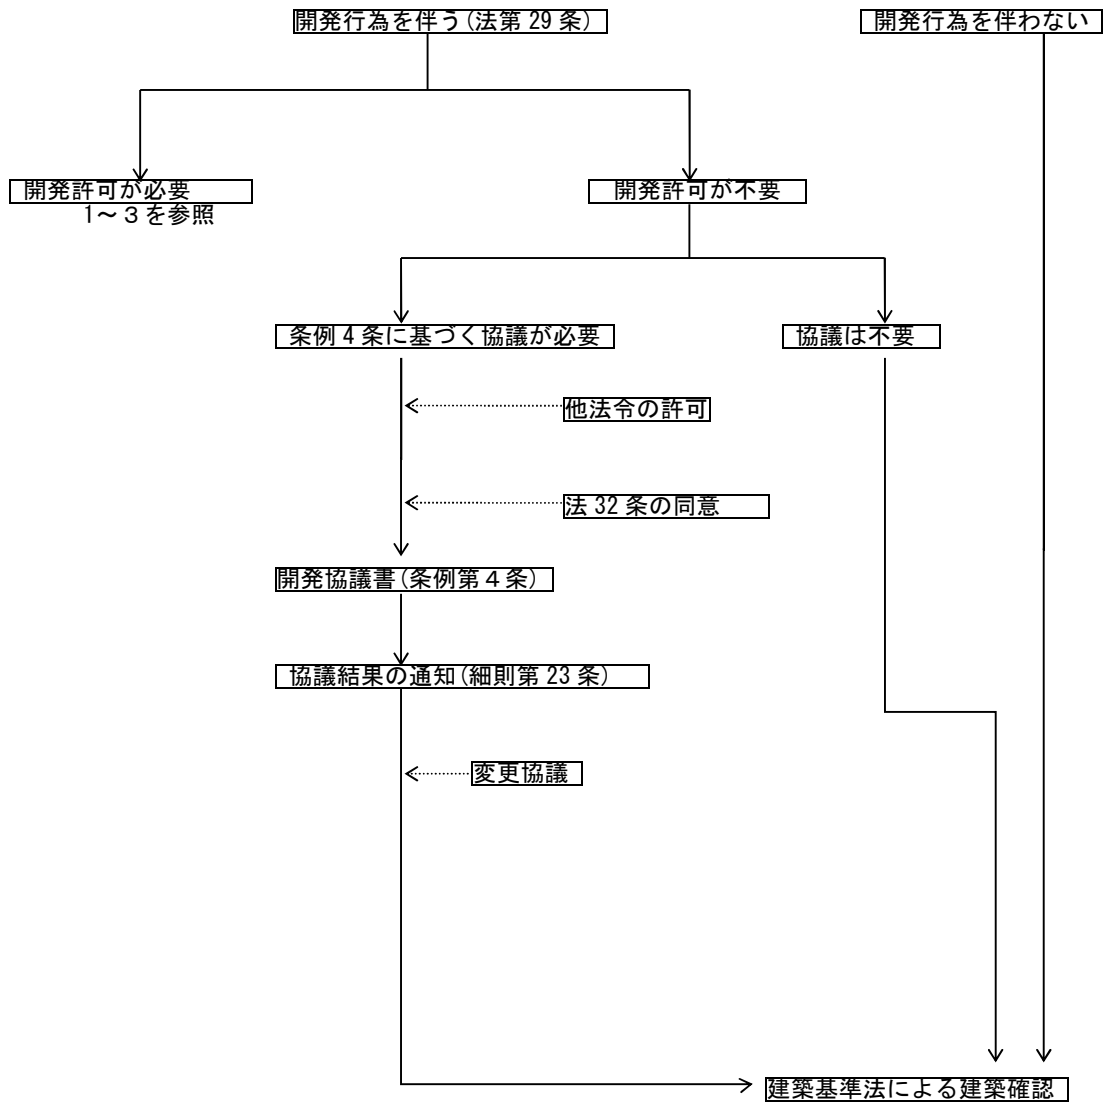 開発行為を伴う(法第29条)
開発行為を伴わない
開発許可が必要
1～３を参照
開発許可が不要
条例4条に基づく協議が必要
協議は不要
他法令の許可
法32条の同意
開発協議書(条例第４条)
協議結果の通知(細則第23条)
変更協議
建築基準法による建築確認